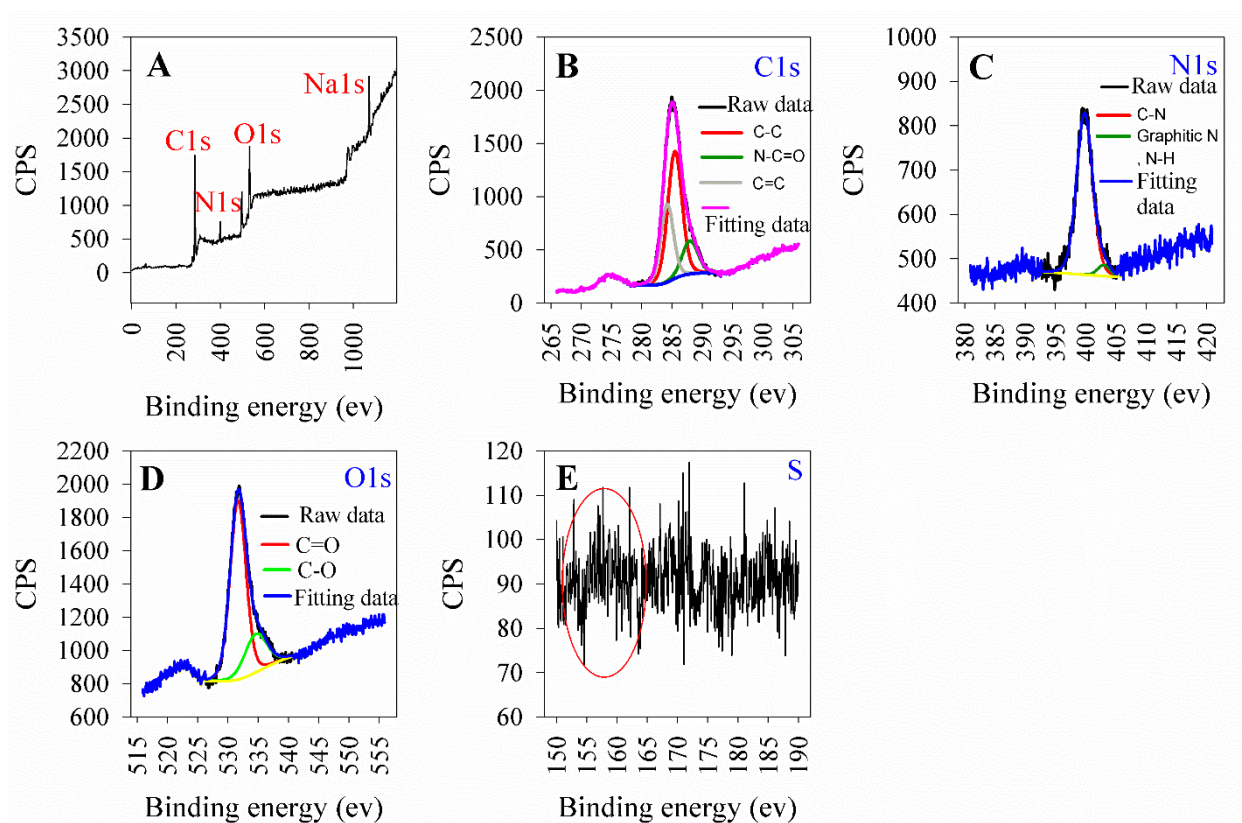 A
3500
3000
2500
2000
1500
1000
500
0
CPS
C1s
N1s
O1s
Na1s
0
200
400
600
800
1000
Binding energy (ev)
B
C1s
2500
2000
1500
1000
500
0
CPS
Raw data
C-C
N-C=O
C=C
Fitting data
265
270
275
280
285
290
295
300
305
Binding energy (ev)
C
N1s
1000
900
800
700
600
500
400
CPS
Raw data
C-N
Graphitic N
, N-H
Fitting
data
380
385
390
395
400
405
410
415
420
Binding energy (ev)
D
O1s
2200
2000
1800
1600
1400
1200
1000
800
600
CPS
Raw data
C=O
C-O
Fitting data
515
520
525
530
535
540
545
550
555
Binding energy (ev)
E
S
120
110
100
90
80
70
60
CPS
150
155
160
165
170
175
180
185
190
Binding energy (ev)